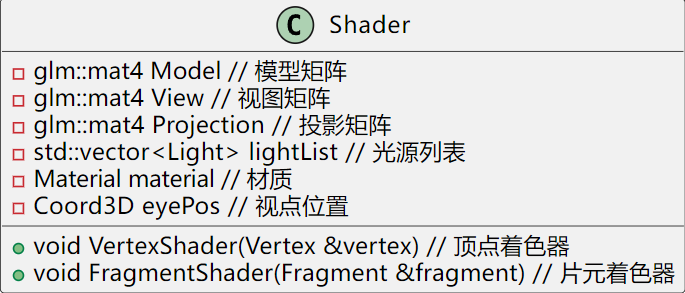 C Shader
glm::mat4 Model // 模型矩阵
glm::mat4 View // 视图矩阵
glm::mat4 Projection // 投影矩阵
std::vector<Light> lightList // 光源列表
Material material // 材质
Coord3D eyePos // 视点位置
void VertexShader(Vertex &vertex) // 顶点着色器
void FragmentShader(Fragment &fragment) // 片元着色器